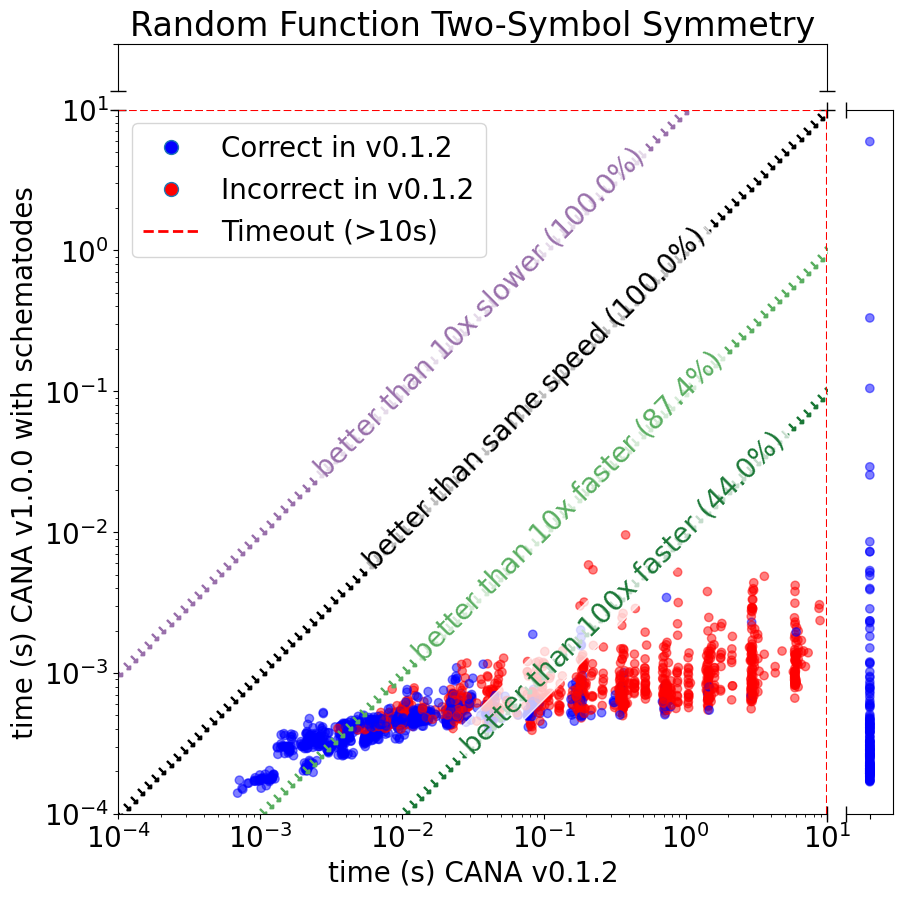 Random Function Two-Symbol Symmetry
10¹
10⁰
10⁻¹
10⁻²
10⁻³
10⁻⁴
time (s) CANA v1.0.0 with schematodes
Correct in v0.1.2
Incorrect in v0.1.2
Timeout (>10s)
better than 10x slower (100.0%)
better than same speed (100.0%)
better than 10x faster (87.4%)
better than 100x faster (44.0%)
10⁻⁴ 10⁻³ 10⁻² 10⁻¹ 10⁰ 10¹
time (s) CANA v0.1.2